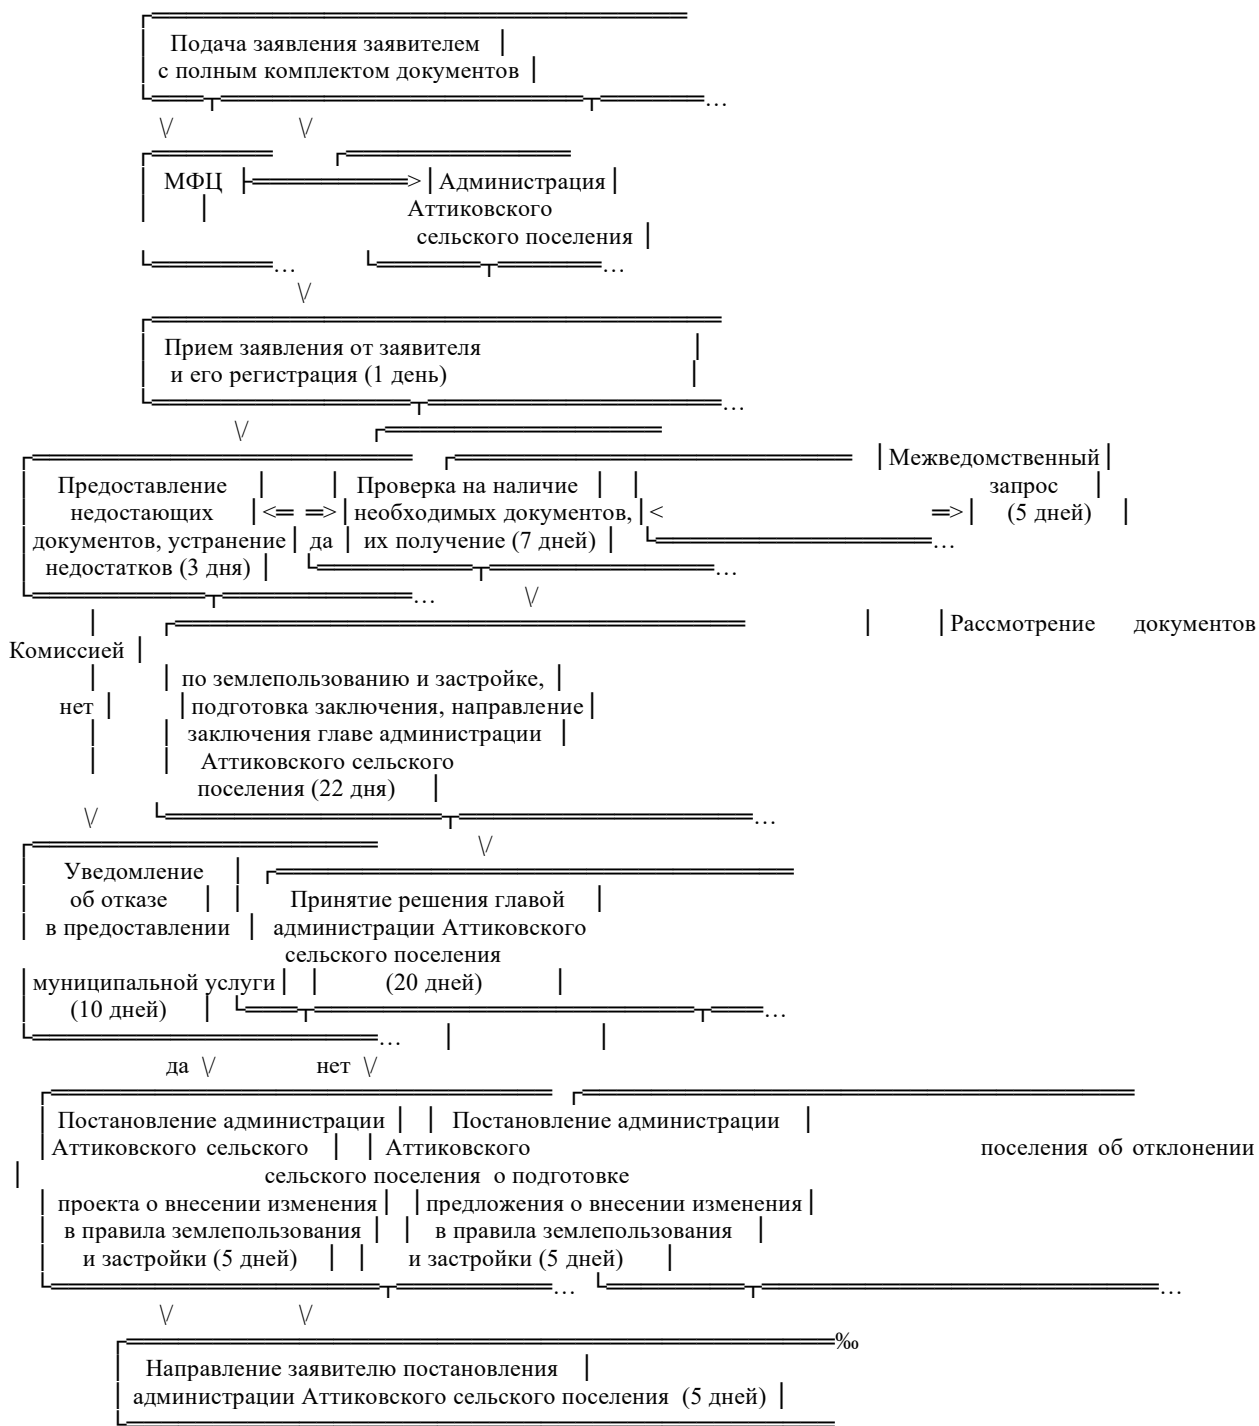 Подача заявления заявителем
с полным комплектом документов
МФЦ Администрация
Аттиковского
сельского поселения
Прием заявления от заявителя
и его регистрация (1 день)
Межведомственный
Предоставление Проверка на наличие запрос
недостающих <= => необходимых документов, < => (5 дней)
документов, устранение да их получение (7 дней)
недостатков (3 дня)
Рассмотрение документов
Комиссией
по землепользованию и застройке,
нет подготовка заключения, направление
заключения главе администрации
Аттиковского сельского
поселения (22 дня)
Уведомление
об отказе Принятие решения главой
в предоставлении администрации Аттиковского
сельского поселения
муниципальной услуги (20 дней)
(10 дней)
да нет
Постановление администрации Постановление администрации
Аттиковского сельского Аттиковского поселения об отклонении
сельского поселения о подготовке
проекта о внесении изменения предложения о внесении изменения
в правила землепользования в правила землепользования
и застройки (5 дней) и застройки (5 дней)
‰
Направление заявителю постановления
администрации Аттиковского сельского поселения (5 дней)